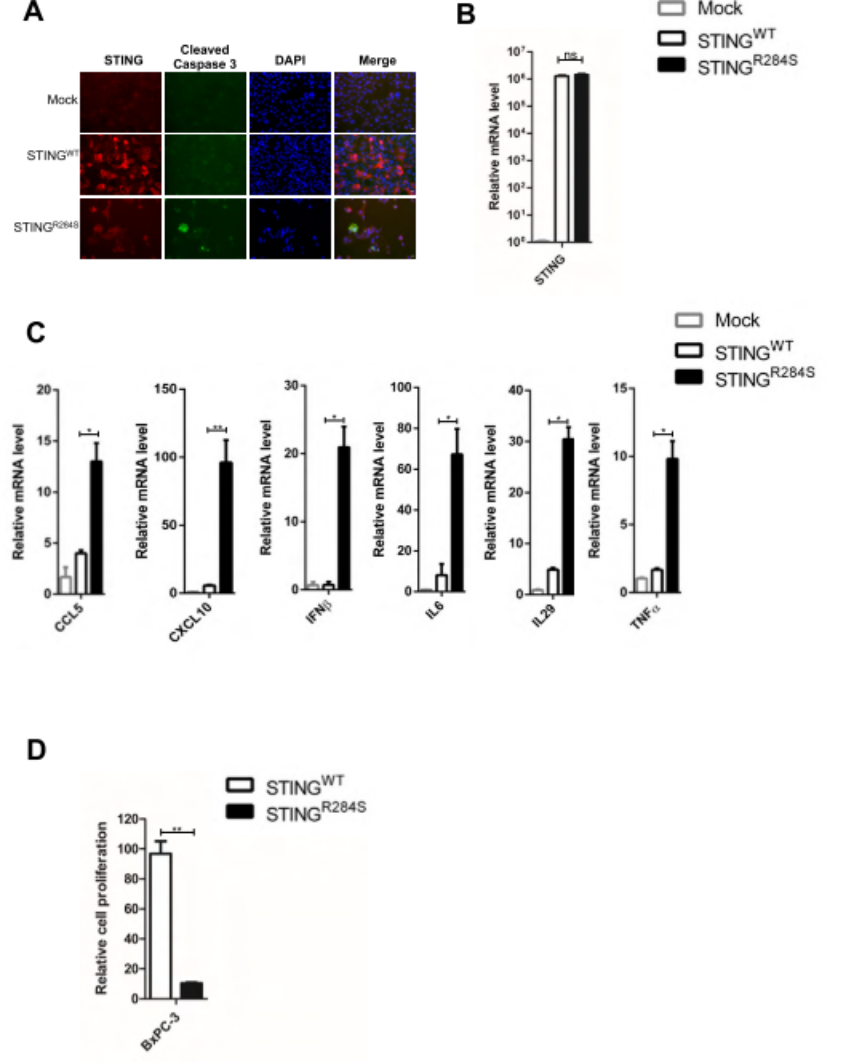 A
STING
Cleaved
Caspase 3
DAPI
Merge
Mock
STINGWT
STINGR284S
B
Mock
STINGWT
STINGR284S
Relative mRNA level
10⁷
10⁶
10⁵
10⁴
10³
10²
10¹
10⁰
ns
STING
C
Mock
STINGWT
STINGR284S
Relative mRNA level
20
15
10
5
0
*
CCL5
Relative mRNA level
150
100
50
0
**
CXCL10
Relative mRNA level
30
20
10
0
*
IFNβ
Relative mRNA level
100
80
60
40
20
0
*
IL6
Relative mRNA level
40
30
20
10
0
*
IL29
Relative mRNA level
15
10
5
0
*
TNFα
D
STINGWT
STINGR284S
Relative cell proliferation
120
100
80
60
40
20
0
**
BxPC-3